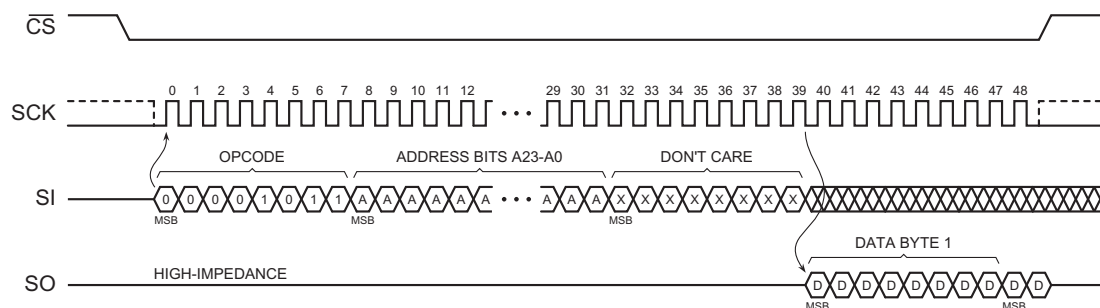 CS
0 1 2 3 4 5 6 7 8 9 10 11 12 29 30 31 32 33 34 35 36 37 38 39 40 41 42 43 44 45 46 47 48
SCK
OPCODE ADDRESS BITS A23-A0 DON'T CARE
SI 0 0 0 0 1 0 1 1 A A A A A A A A A X X X X X X X X
MSB MSB MSB
DATA BYTE 1
HIGH-IMPEDANCE
SO D D D D D D D D D D
MSB MSB